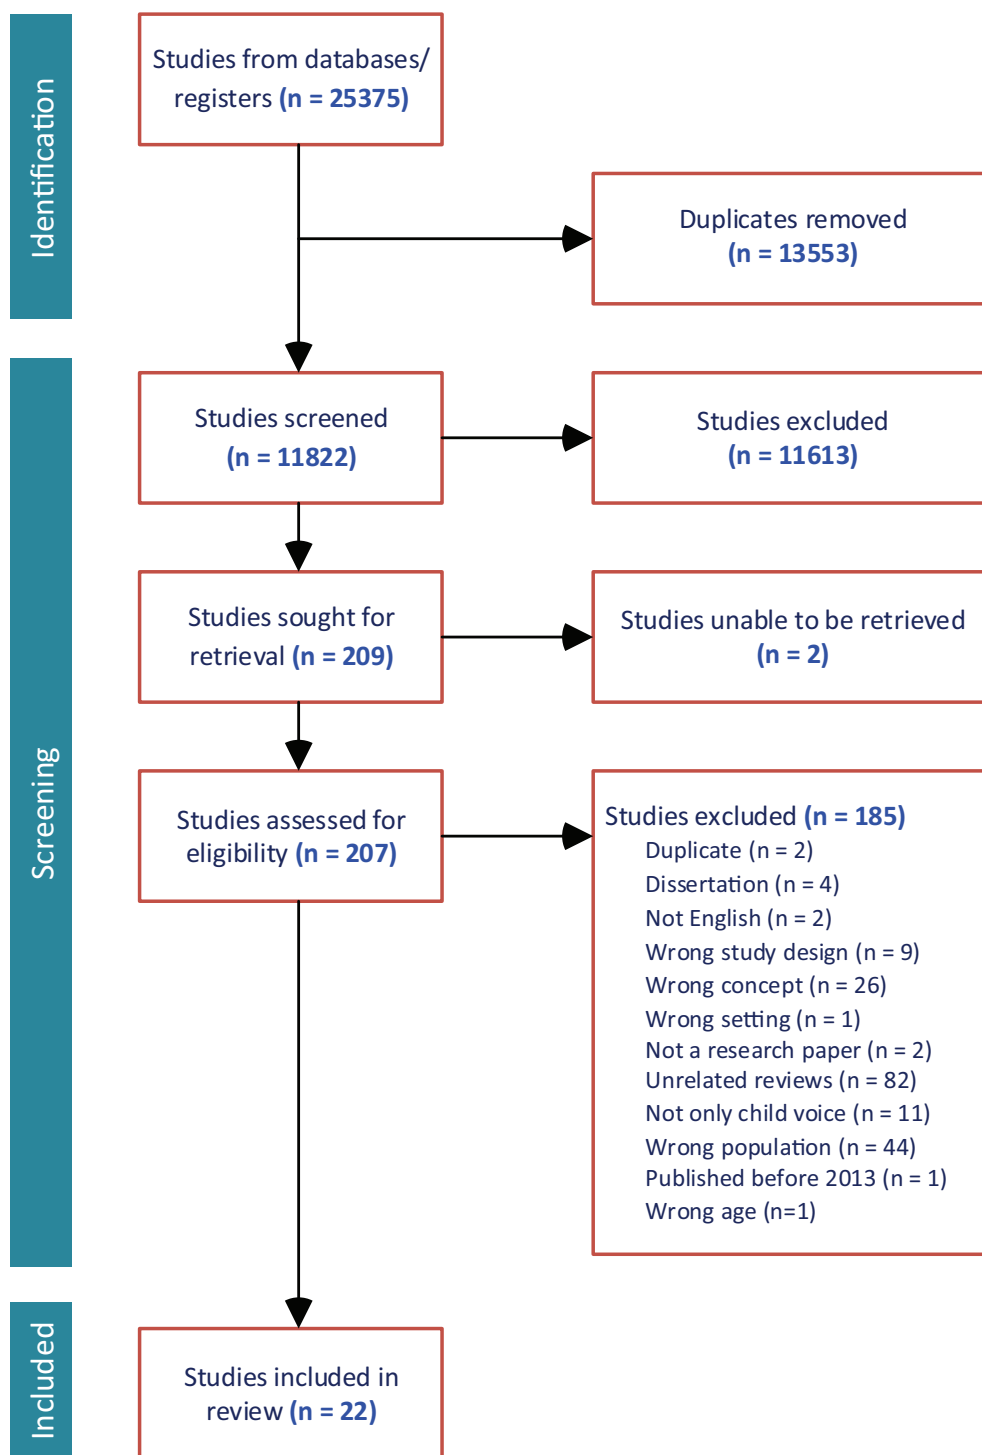 Identification
Studies from databases/
registers (n = 25375)
Duplicates removed
(n = 13553)
Screening
Studies screened
(n = 11822)
Studies excluded
(n = 11613)
Studies sought for
retrieval (n = 209)
Studies unable to be retrieved
(n = 2)
Studies assessed for
eligibility (n = 207)
Studies excluded (n = 185)
Duplicate (n = 2)
Dissertation (n = 4)
Not English (n = 2)
Wrong study design (n = 9)
Wrong concept (n = 26)
Wrong setting (n = 1)
Not a research paper (n = 2)
Unrelated reviews (n = 82)
Not only child voice (n = 11)
Wrong population (n = 44)
Published before 2013 (n = 1)
Wrong age (n=1)
Included
Studies included in
review (n = 22)